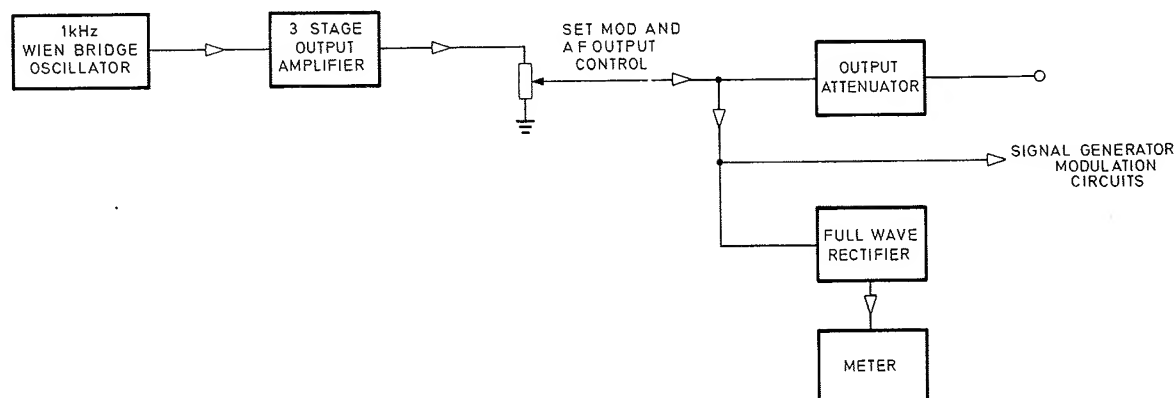 1kHz
WIEN BRIDGE
OSCILLATOR
3 STAGE
OUTPUT
AMPLIFIER
SET MOD AND
AF OUTPUT
CONTROL
OUTPUT
ATTENUATOR
SIGNAL GENERATOR
MODULATION
CIRCUITS
FULL WAVE
RECTIFIER
METER